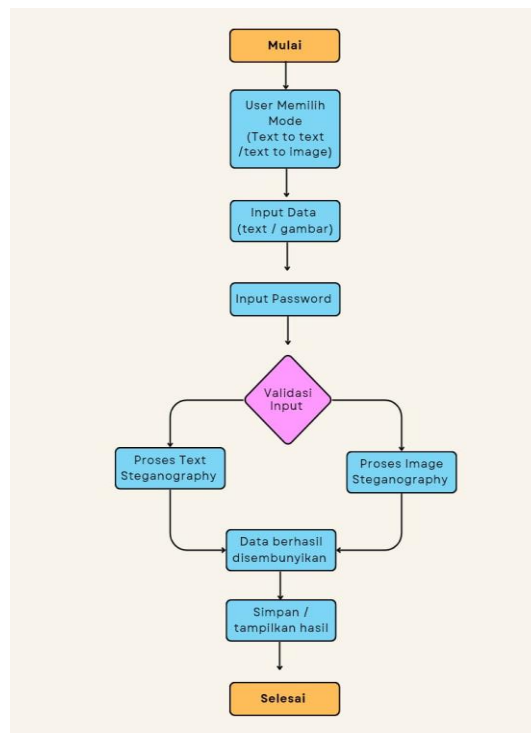 Mulai
User Memilih
Mode
(Text to text
/text to image)
Input Data
(text / gambar)
Input Password
Validasi
Input
Proses Text
Steganography
Proses Image
Steganography
Data berhasil
disembunyikan
Simpan /
tampilkan hasil
Selesai